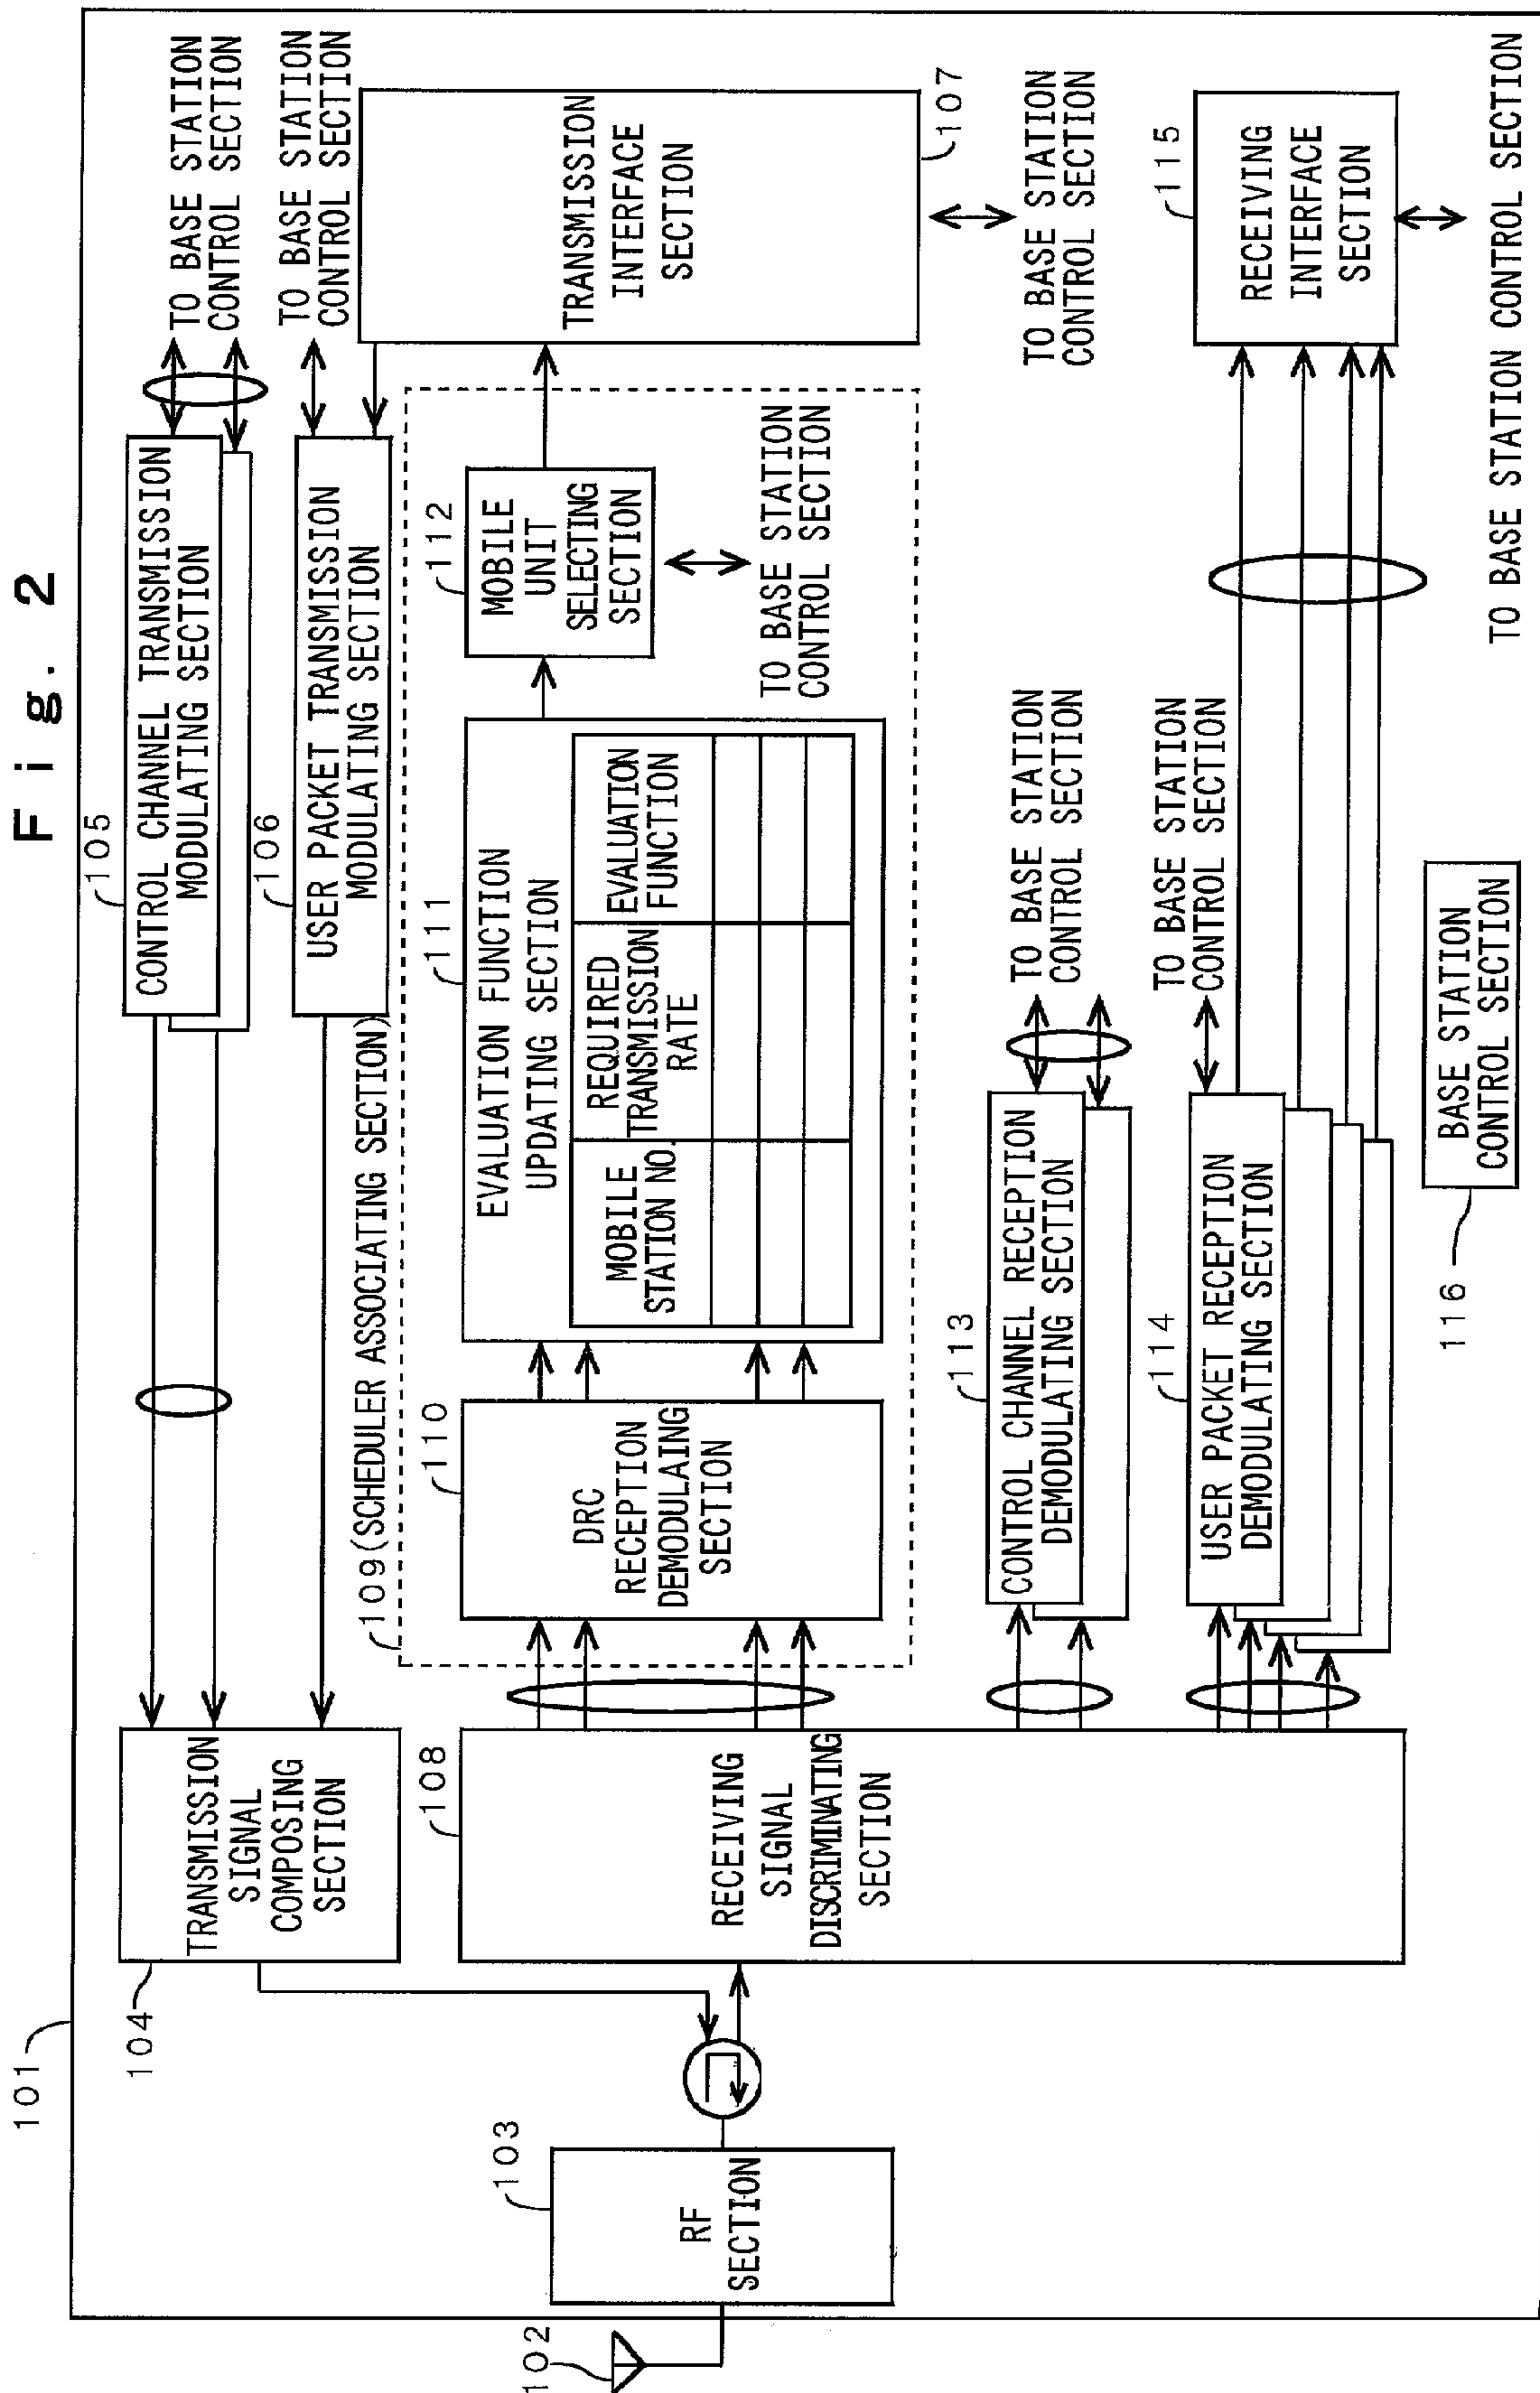 Fig. 2
101
102
103
RF
SECTION
104
TRANSMISSION
SIGNAL
COMPOSING
SECTION
105
CONTROL CHANNEL TRANSMISSION
MODULATING SECTION
TO BASE STATION
CONTROL SECTION
106
USER PACKET TRANSMISSION
MODULATING SECTION
TO BASE STATION
CONTROL SECTION
TRANSMISSION
INTERFACE
SECTION
107
TO BASE STATION
CONTROL SECTION
108
RECEIVING
SIGNAL
DISCRIMINATING
SECTION
109(SCHEDULER ASSOCIATING SECTION)
110
DRC
RECEPTION
DEMODULAING
SECTION
111
EVALUATION FUNCTION
UPDATING SECTION
MOBILE
STATION NO
REQUIRED
TRANSMISSION
RATE
EVALUATION
FUNCTION
112
MOBILE
UNIT
SELECTING
SECTION
TO BASE STATION
CONTROL SECTION
113
CONTROL CHANNEL RECEPTION
DEMODULATING SECTION
TO BASE STATION
CONTROL SECTION
114
USER PACKET RECEPTION
DEMODULATING SECTION
TO BASE STATION
CONTROL SECTION
115
RECEIVING
INTERFACE
SECTION
TO BASE STATION CONTROL SECTION
116
BASE STATION
CONTROL SECTION